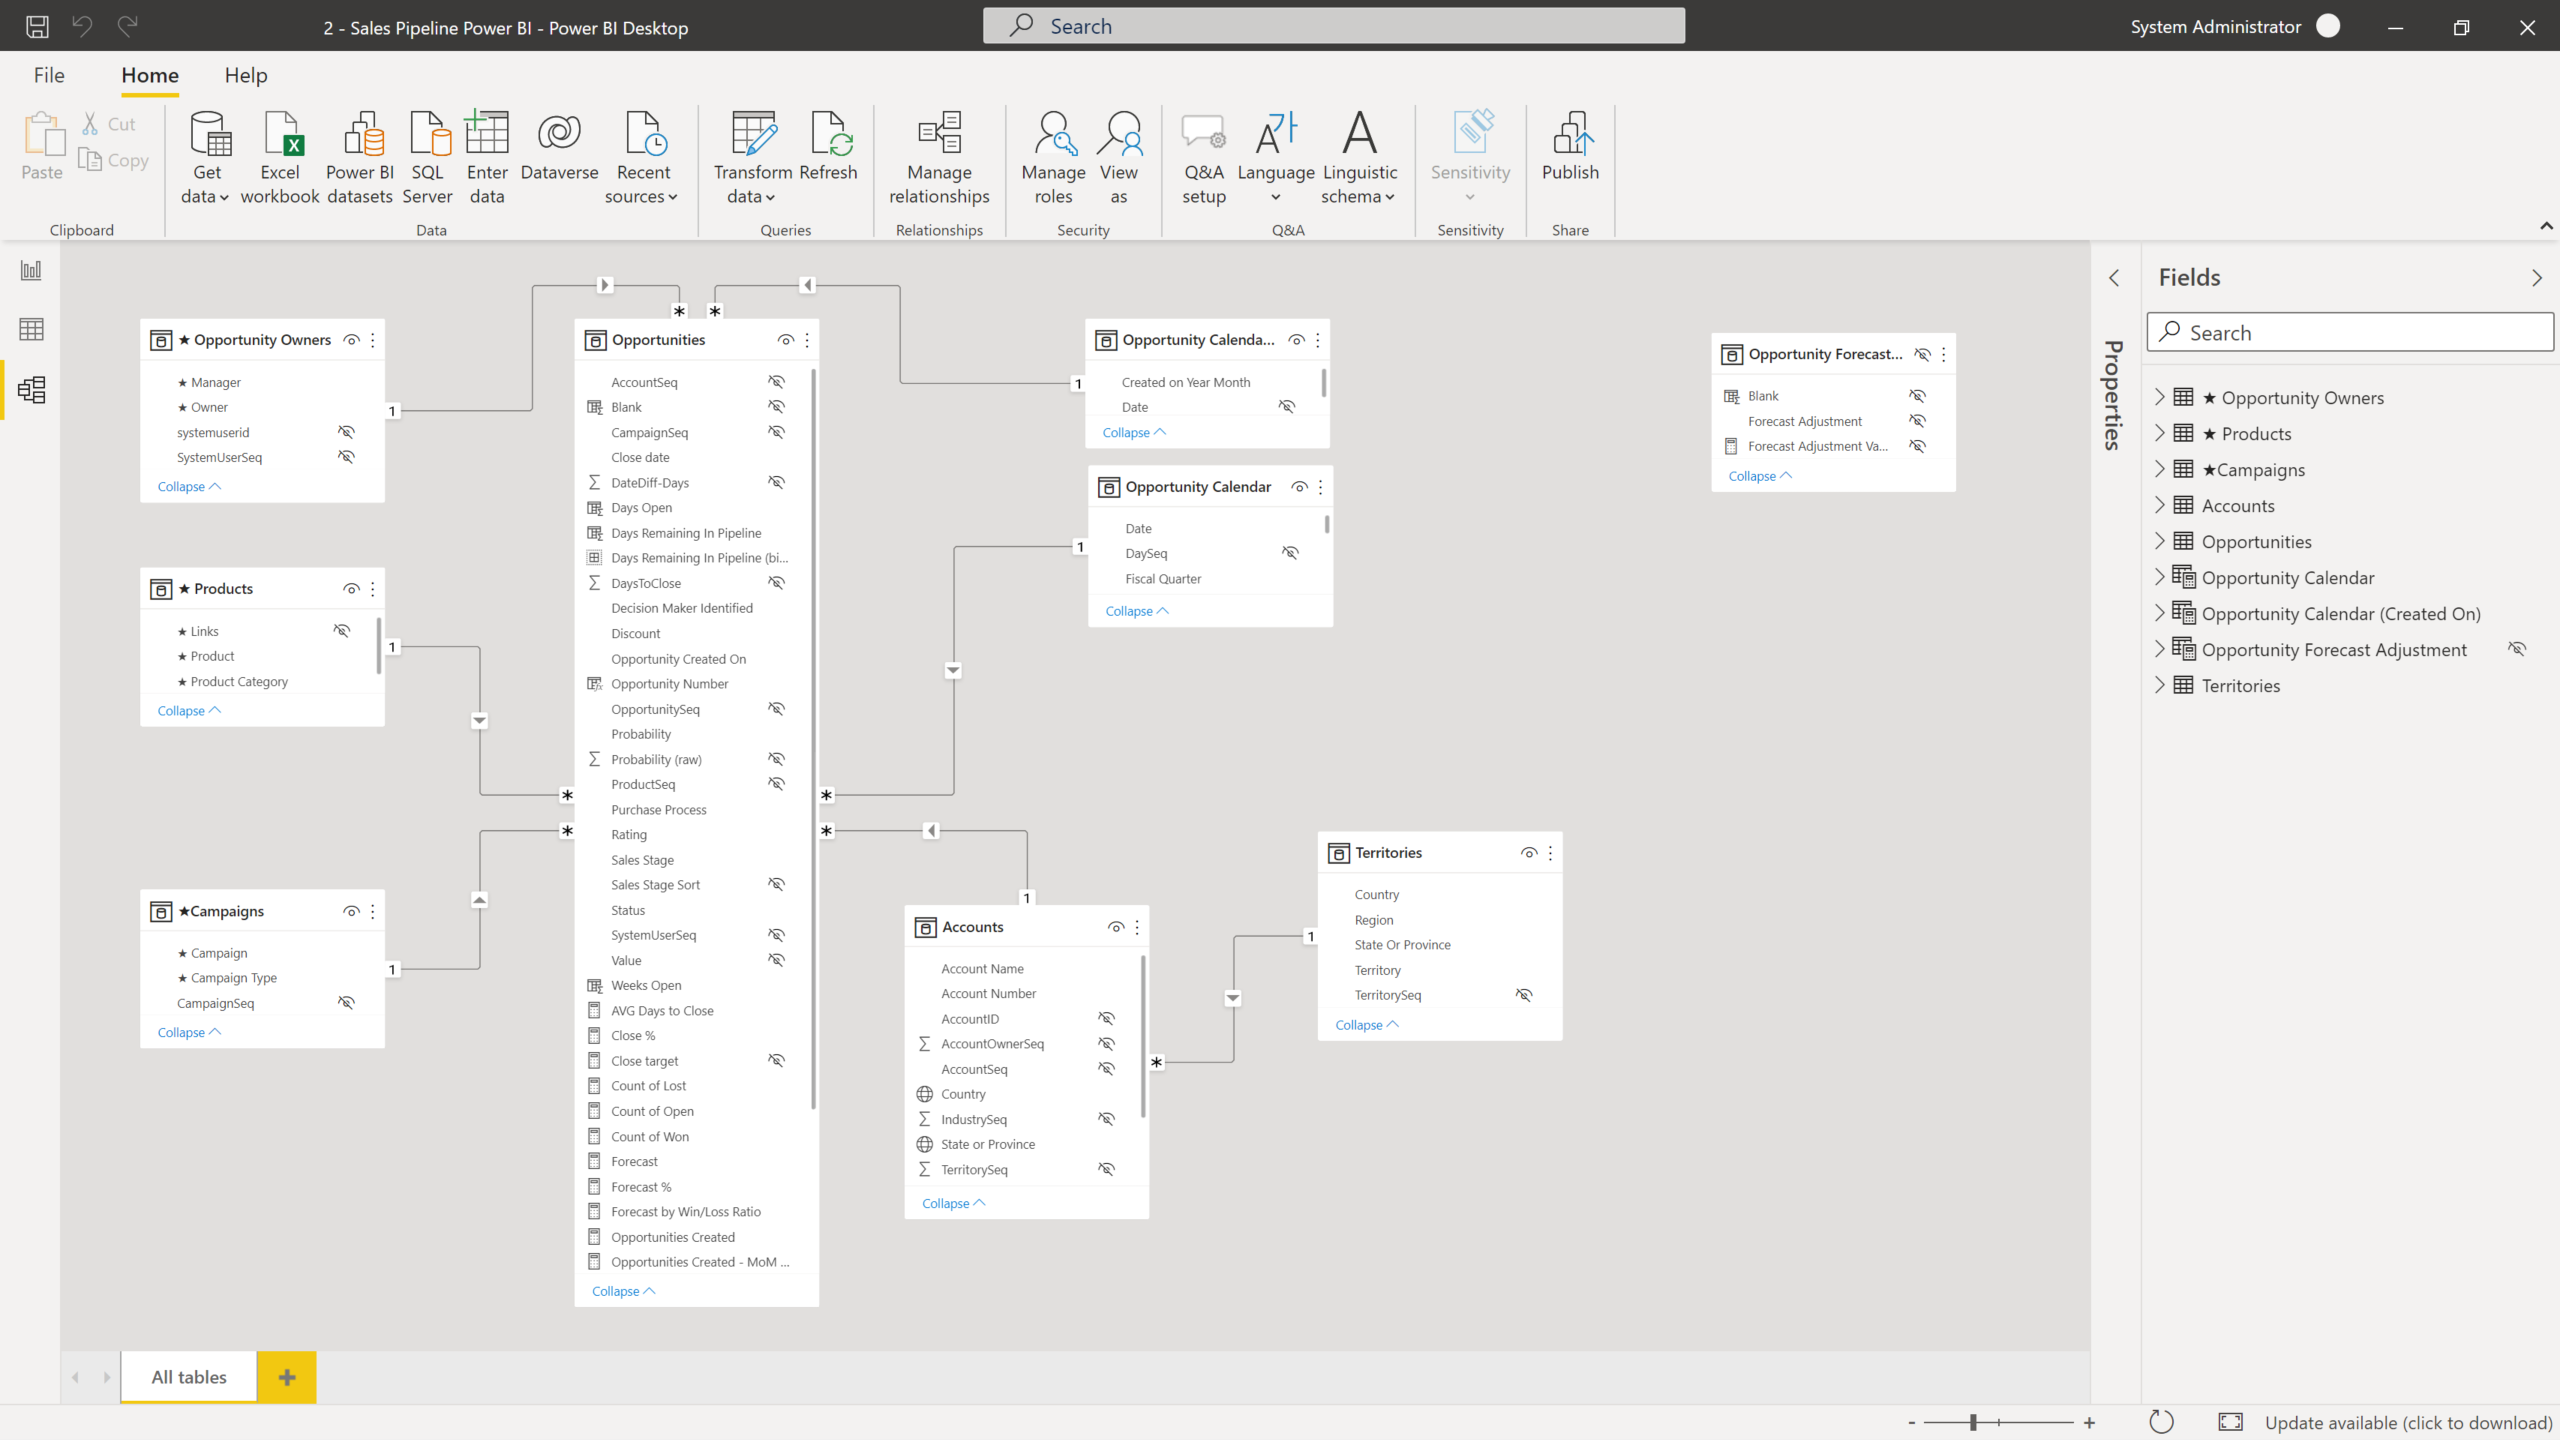 2 - Sales Pipeline Power BI - Power BI Desktop
Search
System Administrator
File
Home
Help
Paste
Cut
Copy
Clipboard
Get data
Excel workbook
Power BI datasets
SQL Server
Enter data
Dataverse
Recent sources
Data
Transform data
Refresh
Queries
Manage relationships
Relationships
Manage roles
View as
Security
Q&A setup
Language
Linguistic schema
Q&A
Sensitivity
Sensitivity
Publish
Share
★ Opportunity Owners
★ Manager
★ Owner
systemuserid
SystemUserSeq
Collapse
1
★ Products
★ Links
★ Product
★ Product Category
Collapse
1
★Campaigns
★ Campaign
★ Campaign Type
CampaignSeq
Collapse
1
*
*
*
*
Opportunities
AccountSeq
Blank
CampaignSeq
Close date
DateDiff-Days
Days Open
Days Remaining In Pipeline
Days Remaining In Pipeline (bi...
DaysToClose
Decision Maker Identified
Discount
Opportunity Created On
Opportunity Number
OpportunitySeq
Probability
Probability (raw)
ProductSeq
Purchase Process
Rating
Sales Stage
Sales Stage Sort
Status
SystemUserSeq
Value
Weeks Open
AVG Days to Close
Close %
Close target
Count of Lost
Count of Open
Count of Won
Forecast
Forecast %
Forecast by Win/Loss Ratio
Opportunities Created
Opportunities Created - MoM ...
Collapse
*
*
1
Opportunity Calenda...
Created on Year Month
Date
Collapse
1
Opportunity Calendar
Date
DaySeq
Fiscal Quarter
Collapse
1
Accounts
Account Name
Account Number
AccountID
AccountOwnerSeq
AccountSeq
Country
IndustrySeq
State or Province
TerritorySeq
Collapse
*
1
Territories
Country
Region
State Or Province
Territory
TerritorySeq
Collapse
Opportunity Forecast...
Blank
Forecast Adjustment
Forecast Adjustment Va...
Collapse
Properties
Fields
Search
★ Opportunity Owners
★ Products
★Campaigns
Accounts
Opportunities
Opportunity Calendar
Opportunity Calendar (Created On)
Opportunity Forecast Adjustment
Territories
All tables
+
- +
Update available (click to download)